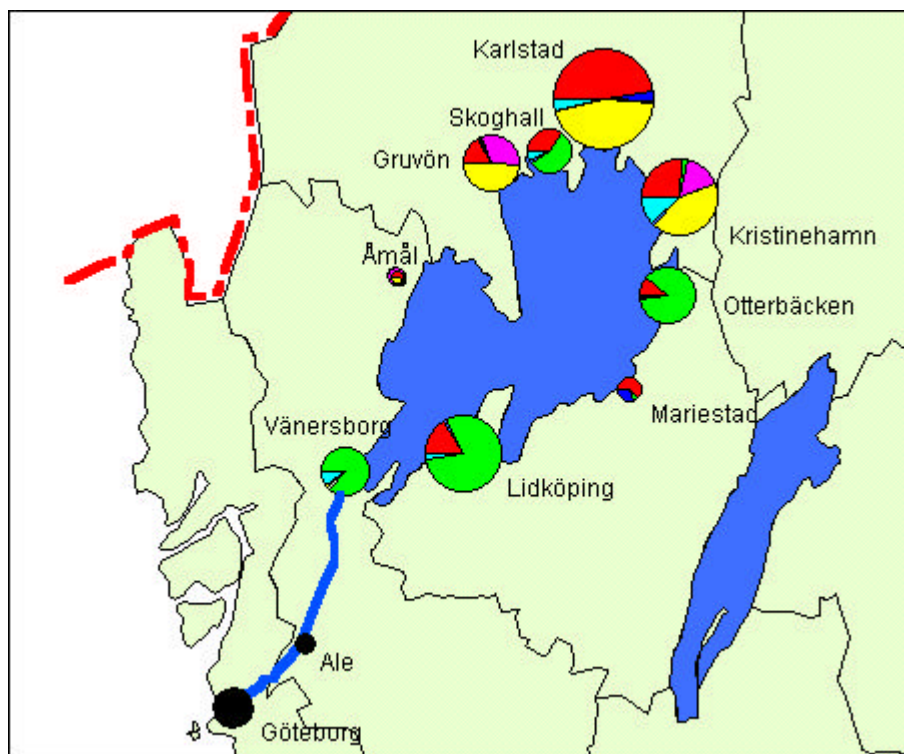 Karlstad
Skoghall
Gruvön
Kristinehamn
Åmål
Otterbäcken
Mariestad
Vänersborg
Lidköping
Ale
Göteborg